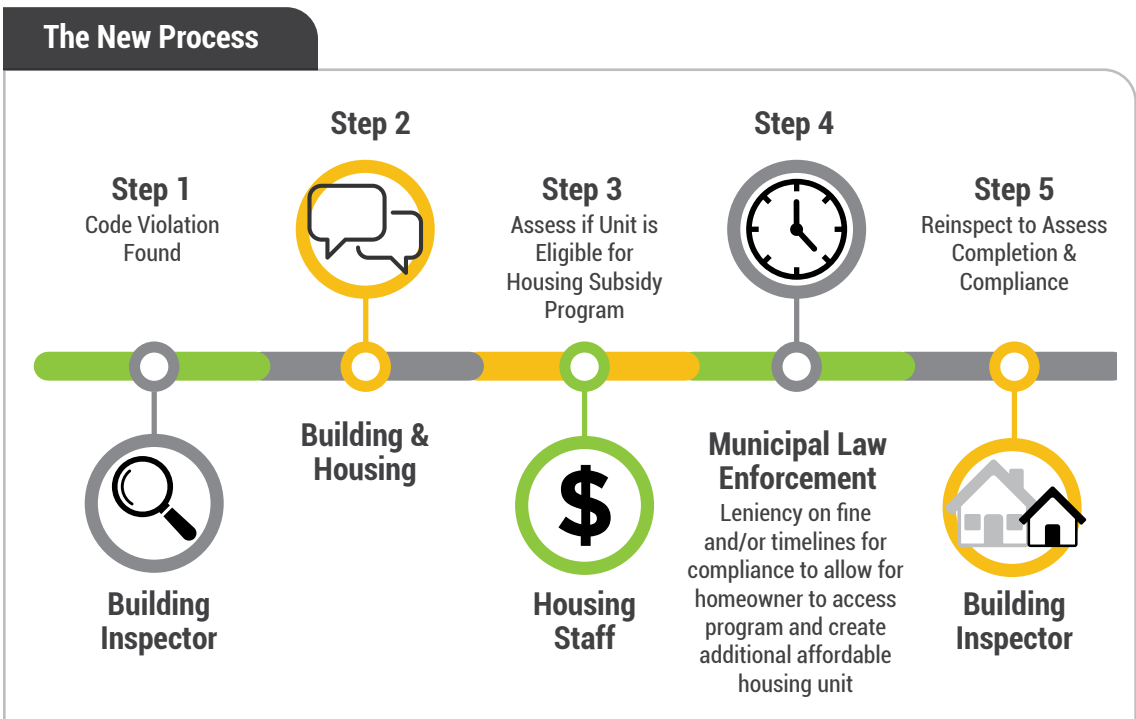 The New Process
Step 1
Code Violation
Found
Building
Inspector
Step 2
Building &
Housing
Step 3
Assess if Unit is
Eligible for
Housing Subsidy
Program
$
Housing
Staff
Step 4
Municipal Law
Enforcement
Leniency on fine
and/or timelines for
compliance to allow for
homeowner to access
program and create
additional affordable
housing unit
Step 5
Reinspect to Assess
Completion &
Compliance
Building
Inspector